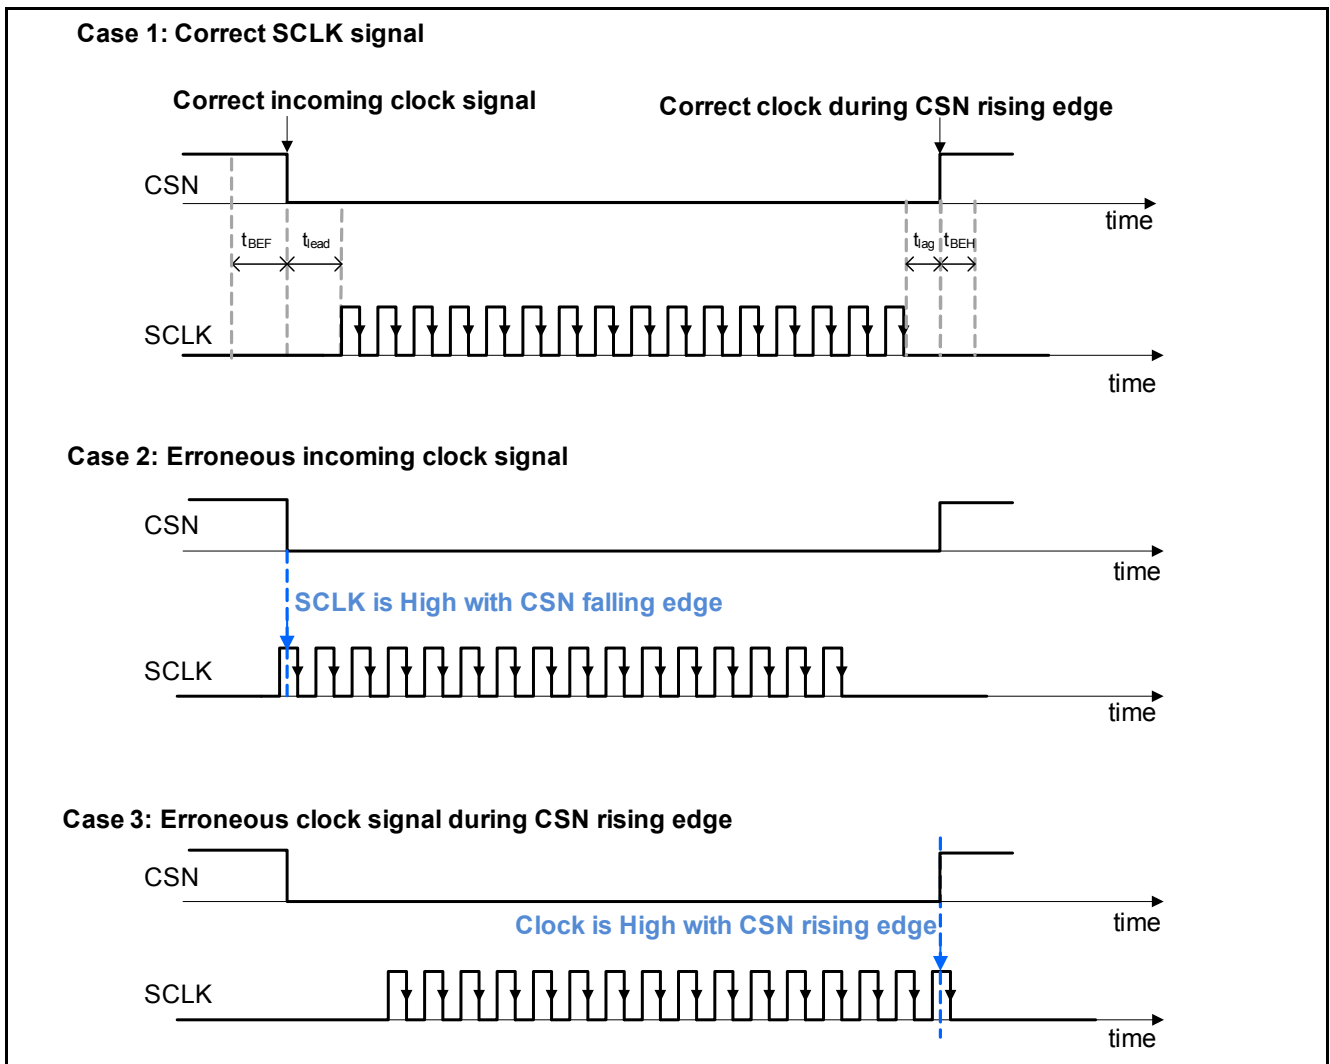 Case 1: Correct SCLK signal
Correct incoming clock signal
Correct clock during CSN rising edge
CSN
time
tBEF
tlead
tlag
tBEH
SCLK
time
Case 2: Erroneous incoming clock signal
CSN
time
SCLK is High with CSN falling edge
SCLK
time
Case 3: Erroneous clock signal during CSN rising edge
CSN
time
Clock is High with CSN rising edge
SCLK
time